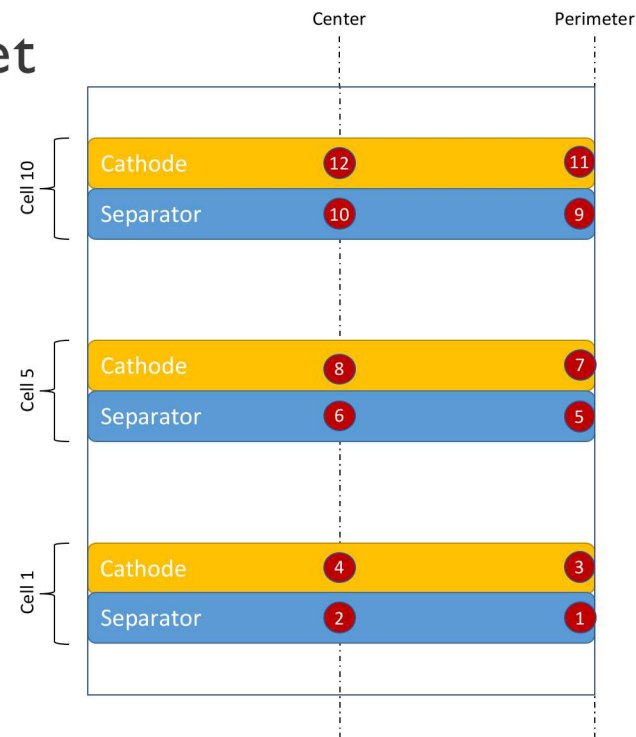 Center Perimeter
et
Cell 10
Cathode 12 11
Separator 10 9
Cell 5
Cathode 8 7
Separator 6 5
Cell 1
Cathode 4 3
Separator 2 1